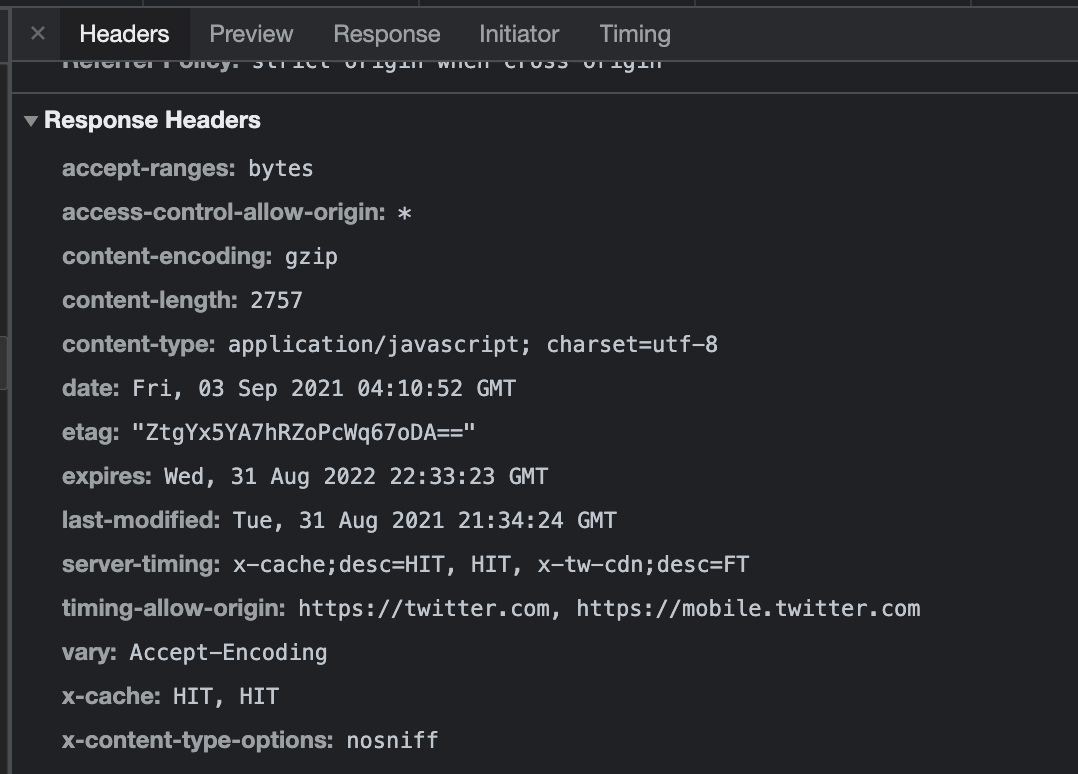 × Headers Preview Response Initiator Timing
Referrer Policy: strict-origin-when-cross-origin
Response Headers
accept-ranges: bytes
access-control-allow-origin: *
content-encoding: gzip
content-length: 2757
content-type: application/javascript; charset=utf-8
date: Fri, 03 Sep 2021 04:10:52 GMT
etag: "ZtgYx5YA7hRZoPcWq67oDA=="
expires: Wed, 31 Aug 2022 22:33:23 GMT
last-modified: Tue, 31 Aug 2021 21:34:24 GMT
server-timing: x-cache;desc=HIT, HIT, x-tw-cdn;desc=FT
timing-allow-origin: https://twitter.com, https://mobile.twitter.com
vary: Accept-Encoding
x-cache: HIT, HIT
x-content-type-options: nosniff